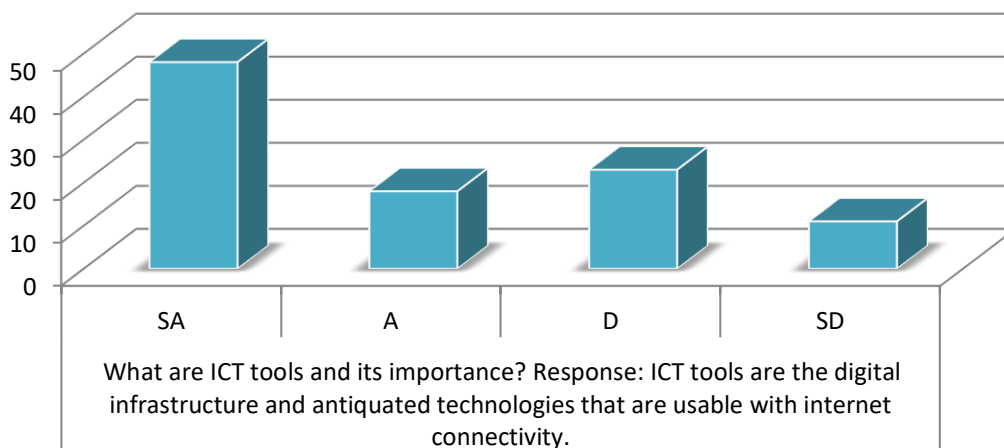 50
40
30
20
10
0
SA A D SD
What are ICT tools and its importance? Response: ICT tools are the digital
infrastructure and antiquated technologies that are usable with internet
connectivity.